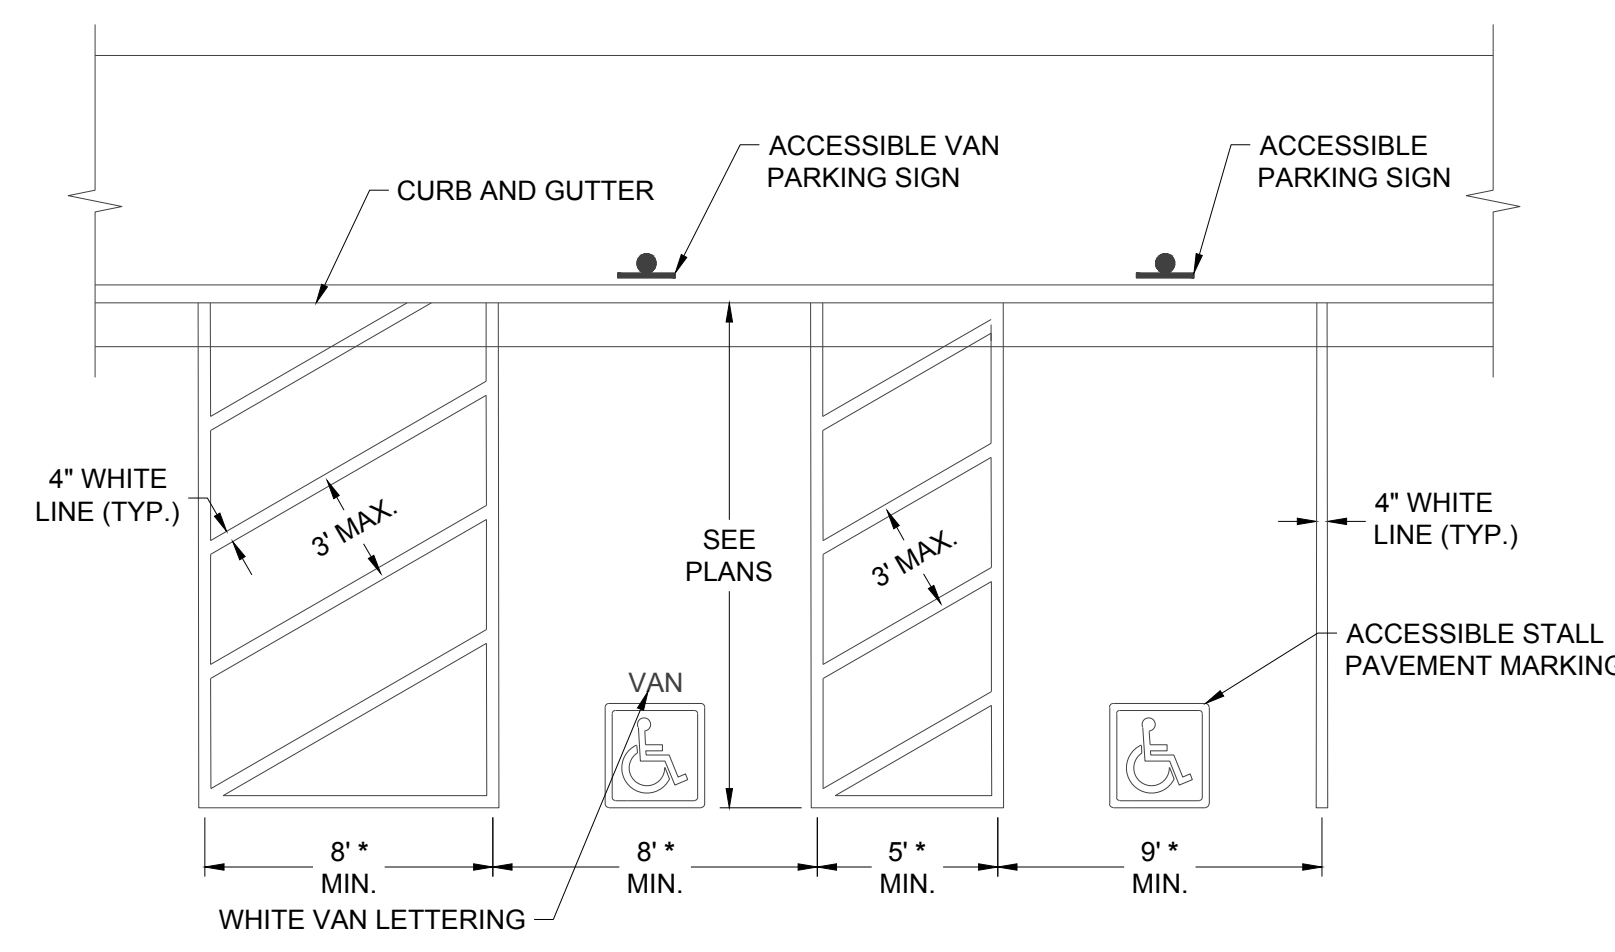 ACCESSIBLE VAN
PARKING SIGN
ACCESSIBLE
PARKING SIGN
CURB AND GUTTER
4" WHITE
LINE (TYP.)
3' MAX.
SEE
PLANS
3' MAX.
4" WHITE
LINE (TYP.)
ACCESSIBLE STALL
PAVEMENT MARKING
VAN
8' *
MIN.
8' *
MIN.
5' *
MIN.
9' *
MIN.
WHITE VAN LETTERING